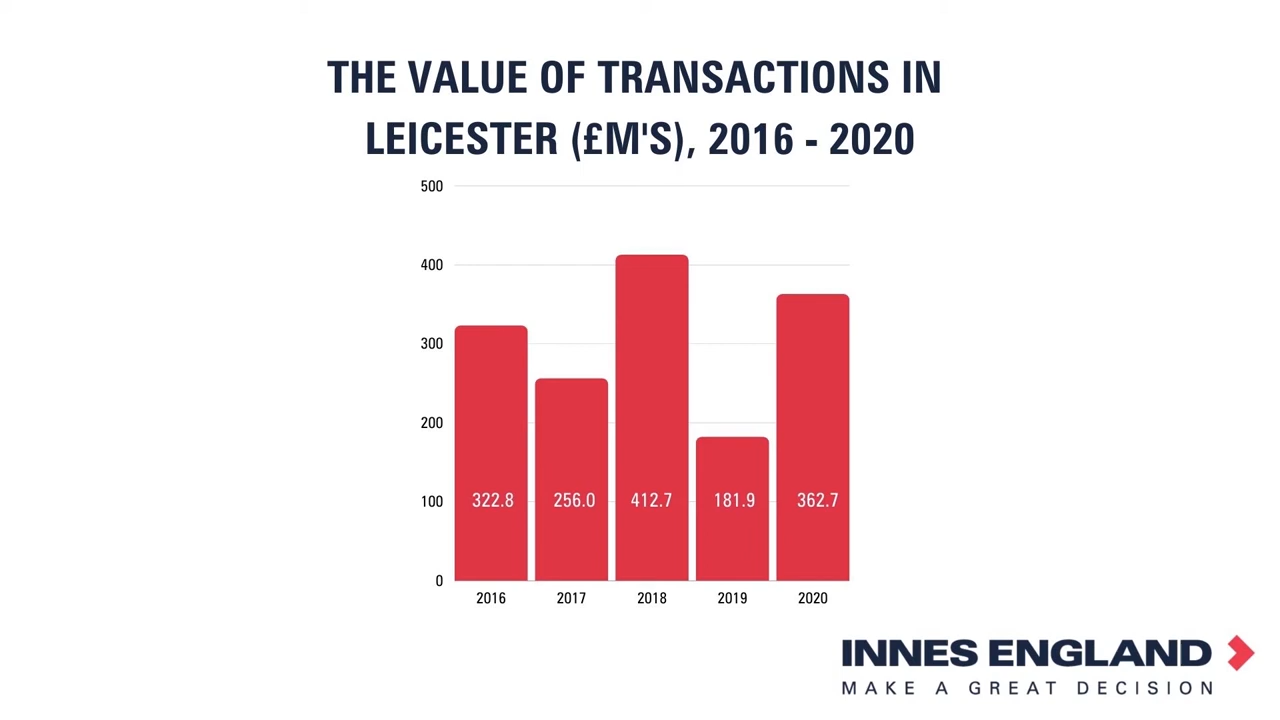 THE VALUE OF TRANSACTIONS IN
LEICESTER (£M'S), 2016 - 2020
500
400
300
200
100
0
322.8 256.0 412.7 181.9 362.7
2016 2017 2018 2019 2020
INNES ENGLAND
MAKE A GREAT DECISION